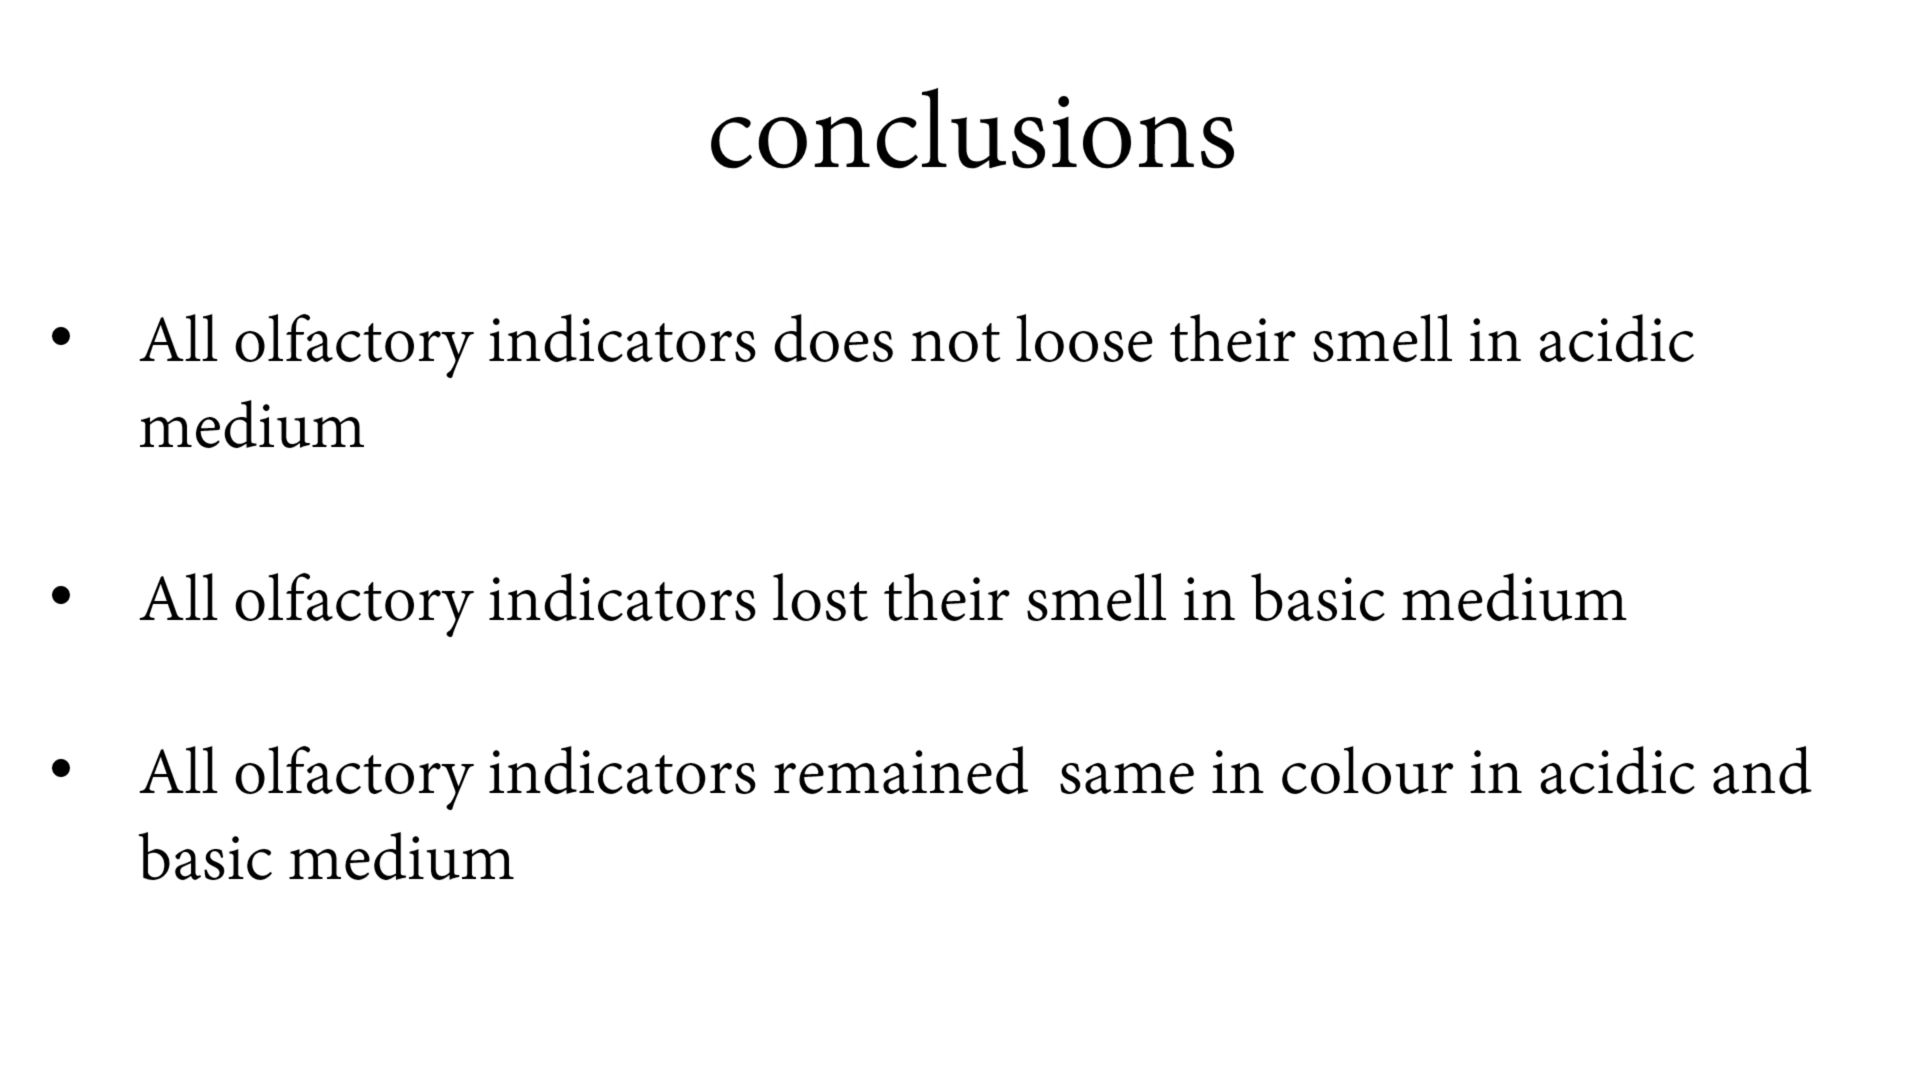 conclusions
• All olfactory indicators does not loose their smell in acidic
medium
• All olfactory indicators lost their smell in basic medium
• All olfactory indicators remained  same in colour in acidic and
basic medium